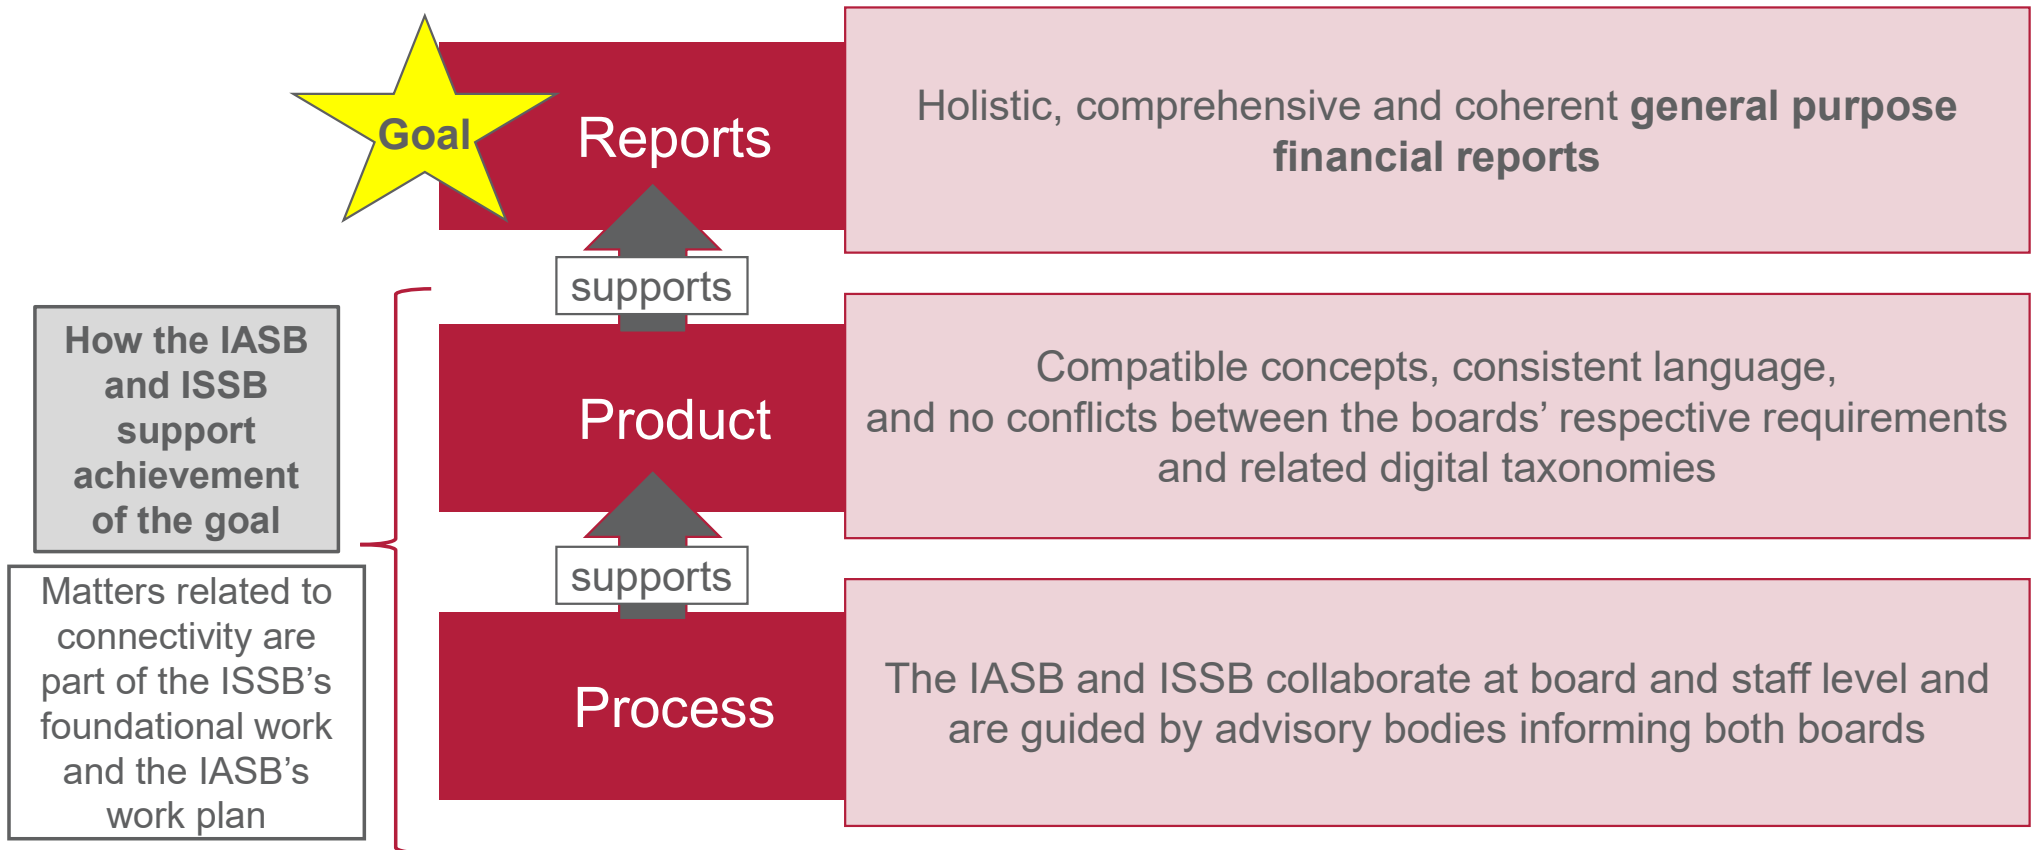 Goal
Reports
Holistic, comprehensive and coherent general purpose
financial reports
supports
How the IASB
and ISSB
support
achievement
of the goal
Product
Compatible concepts, consistent language,
and no conflicts between the boards’ respective requirements
and related digital taxonomies
supports
Matters related to
connectivity are
part of the ISSB’s
foundational work
and the IASB’s
work plan
Process
The IASB and ISSB collaborate at board and staff level and
are guided by advisory bodies informing both boards